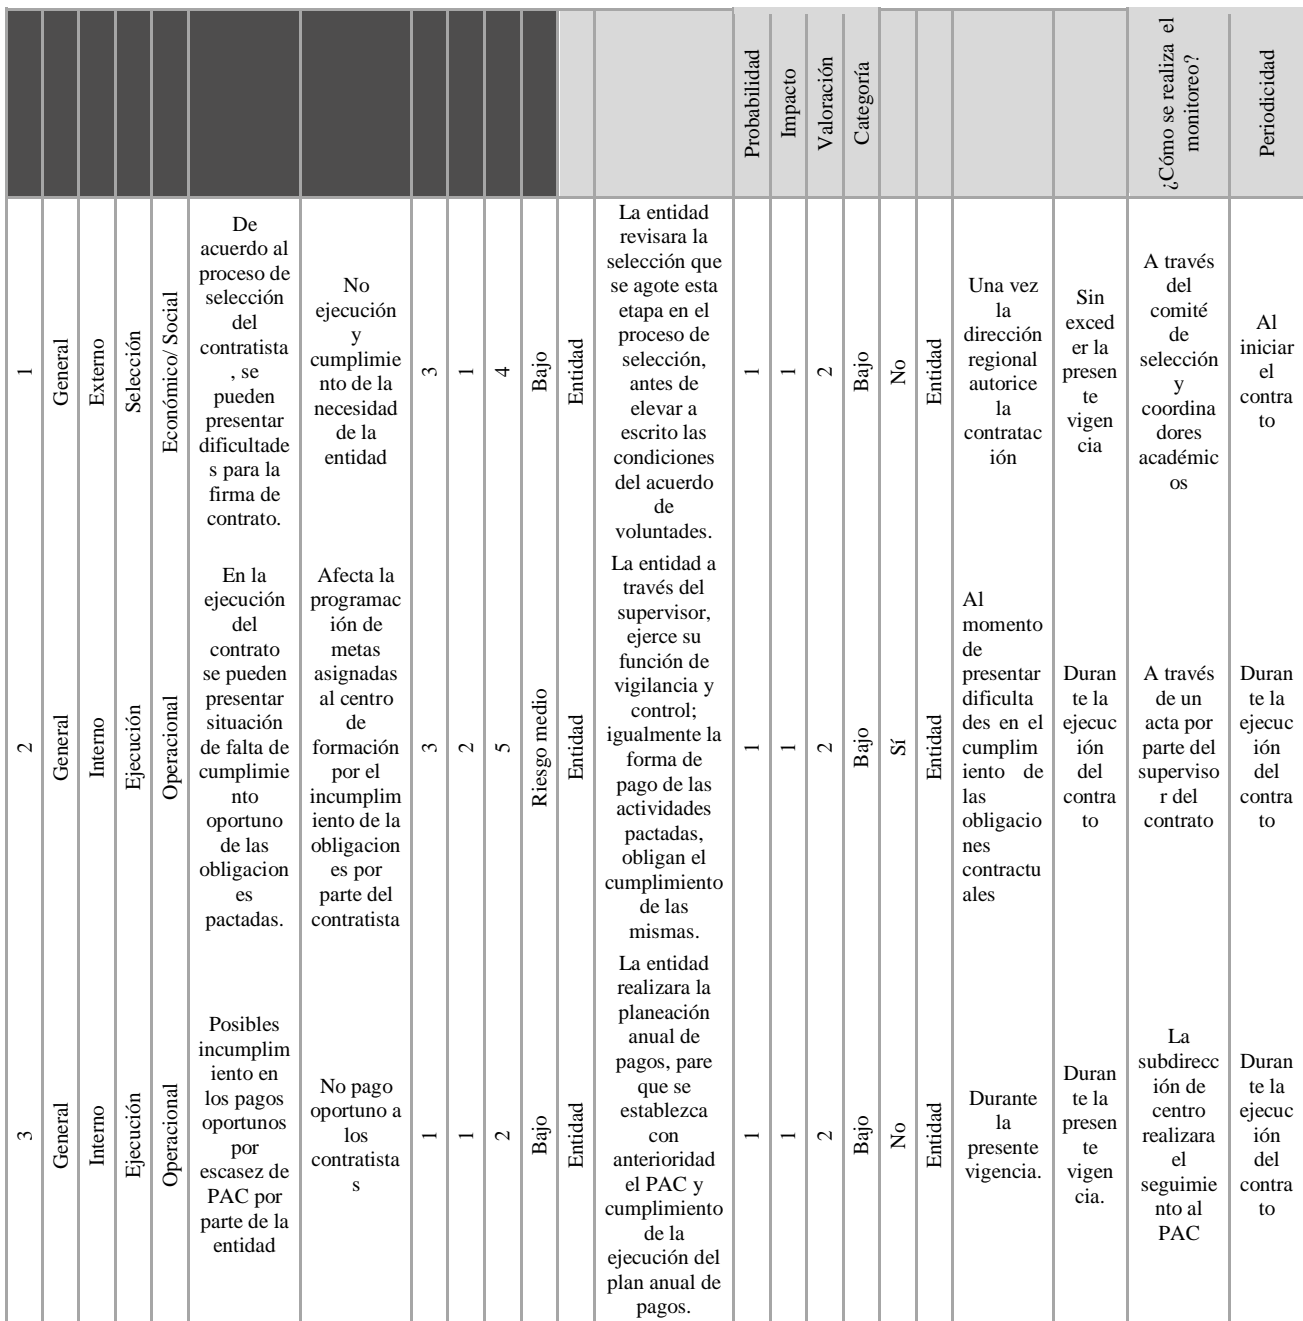 Probabilidad
Impacto
Valoración
Categoría
¿Cómo se realiza el
monitoreo?
Periodicidad
1
General
Externo
Selección
Económico/ Social
De
acuerdo al
proceso de
selección
del
contratista
, se
pueden
presentar
dificultade
s para la
firma de
contrato.
No
ejecución
y
cumplimie
nto de la
necesidad
de la
entidad
3
1
4
Bajo
Entidad
La entidad
revisara la
selección que
se agote esta
etapa en el
proceso de
selección,
antes de
elevar a
escrito las
condiciones
del acuerdo
de
voluntades.
1
1
2
Bajo
No
Entidad
Una vez
la
dirección
regional
autorice
la
contratac
ión
Sin
exced
er la
presen
te
vigen
cia
A través
del
comité
de
selección
y
coordina
dores
académic
os
Al
iniciar
el
contra
to
2
General
Interno
Ejecución
Operacional
En la
ejecución
del
contrato
se pueden
presentar
situación
de falta de
cumplimie
nto
oportuno
de las
obligacion
es
pactadas.
Afecta la
programac
ión de
metas
asignadas
al centro
de
formación
por el
incumplim
iento de la
obligacion
es por
parte del
contratista
3
2
5
Riesgo medio
Entidad
La entidad a
través del
supervisor,
ejerce su
función de
vigilancia y
control;
igualmente la
forma de
pago de las
actividades
pactadas,
obligan el
cumplimiento
de las
mismas.
1
1
2
Bajo
Sí
Entidad
Al
momento
de
presentar
dificulta
des en el
cumplim
iento de
las
obligacio
nes
contractu
ales
Duran
te la
ejecuc
ión
del
contra
to
A través
de un
acta por
parte del
superviso
r del
contrato
Duran
te la
ejecuc
ión
del
contra
to
3
General
Interno
Ejecución
Operacional
Posibles
incumplim
iento en
los pagos
oportunos
por
escasez de
PAC por
parte de la
entidad
No pago
oportuno a
los
contratista
s
1
1
2
Bajo
Entidad
La entidad
realizara la
planeación
anual de
pagos, pare
que se
establezca
con
anterioridad
el PAC y
cumplimiento
de la
ejecución del
plan anual de
pagos.
1
1
2
Bajo
No
Entidad
Durante
la
presente
vigencia.
Duran
te la
presen
te
vigen
cia.
La
subdirecc
ión de
centro
realizara
el
seguimie
nto al
PAC
Duran
te la
ejecuc
ión
del
contra
to